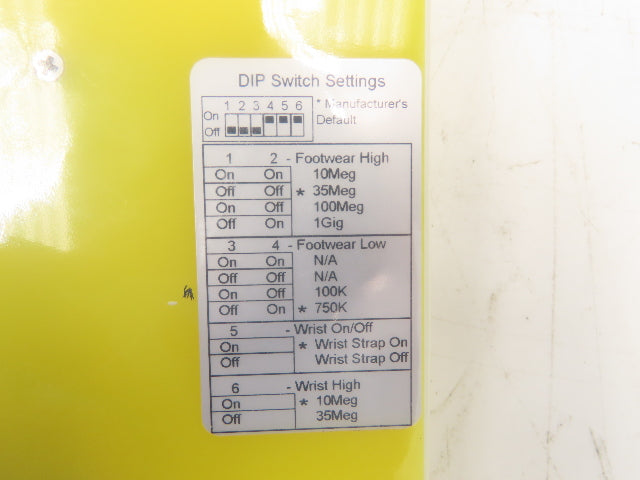 DIP Switch Settings
1 2 3 4 5 6
On
Off
* Manufacturer's
Default
1 2 - Footwear High
On On 10Meg
Off Off * 35Meg
On Off 100Meg
Off On 1Gig
3 4 - Footwear Low
On On N/A
Off Off N/A
On Off 100K
Off On * 750K
5 - Wrist On/Off
On * Wrist Strap On
Off Wrist Strap Off
6 - Wrist High
On * 10Meg
Off 35Meg